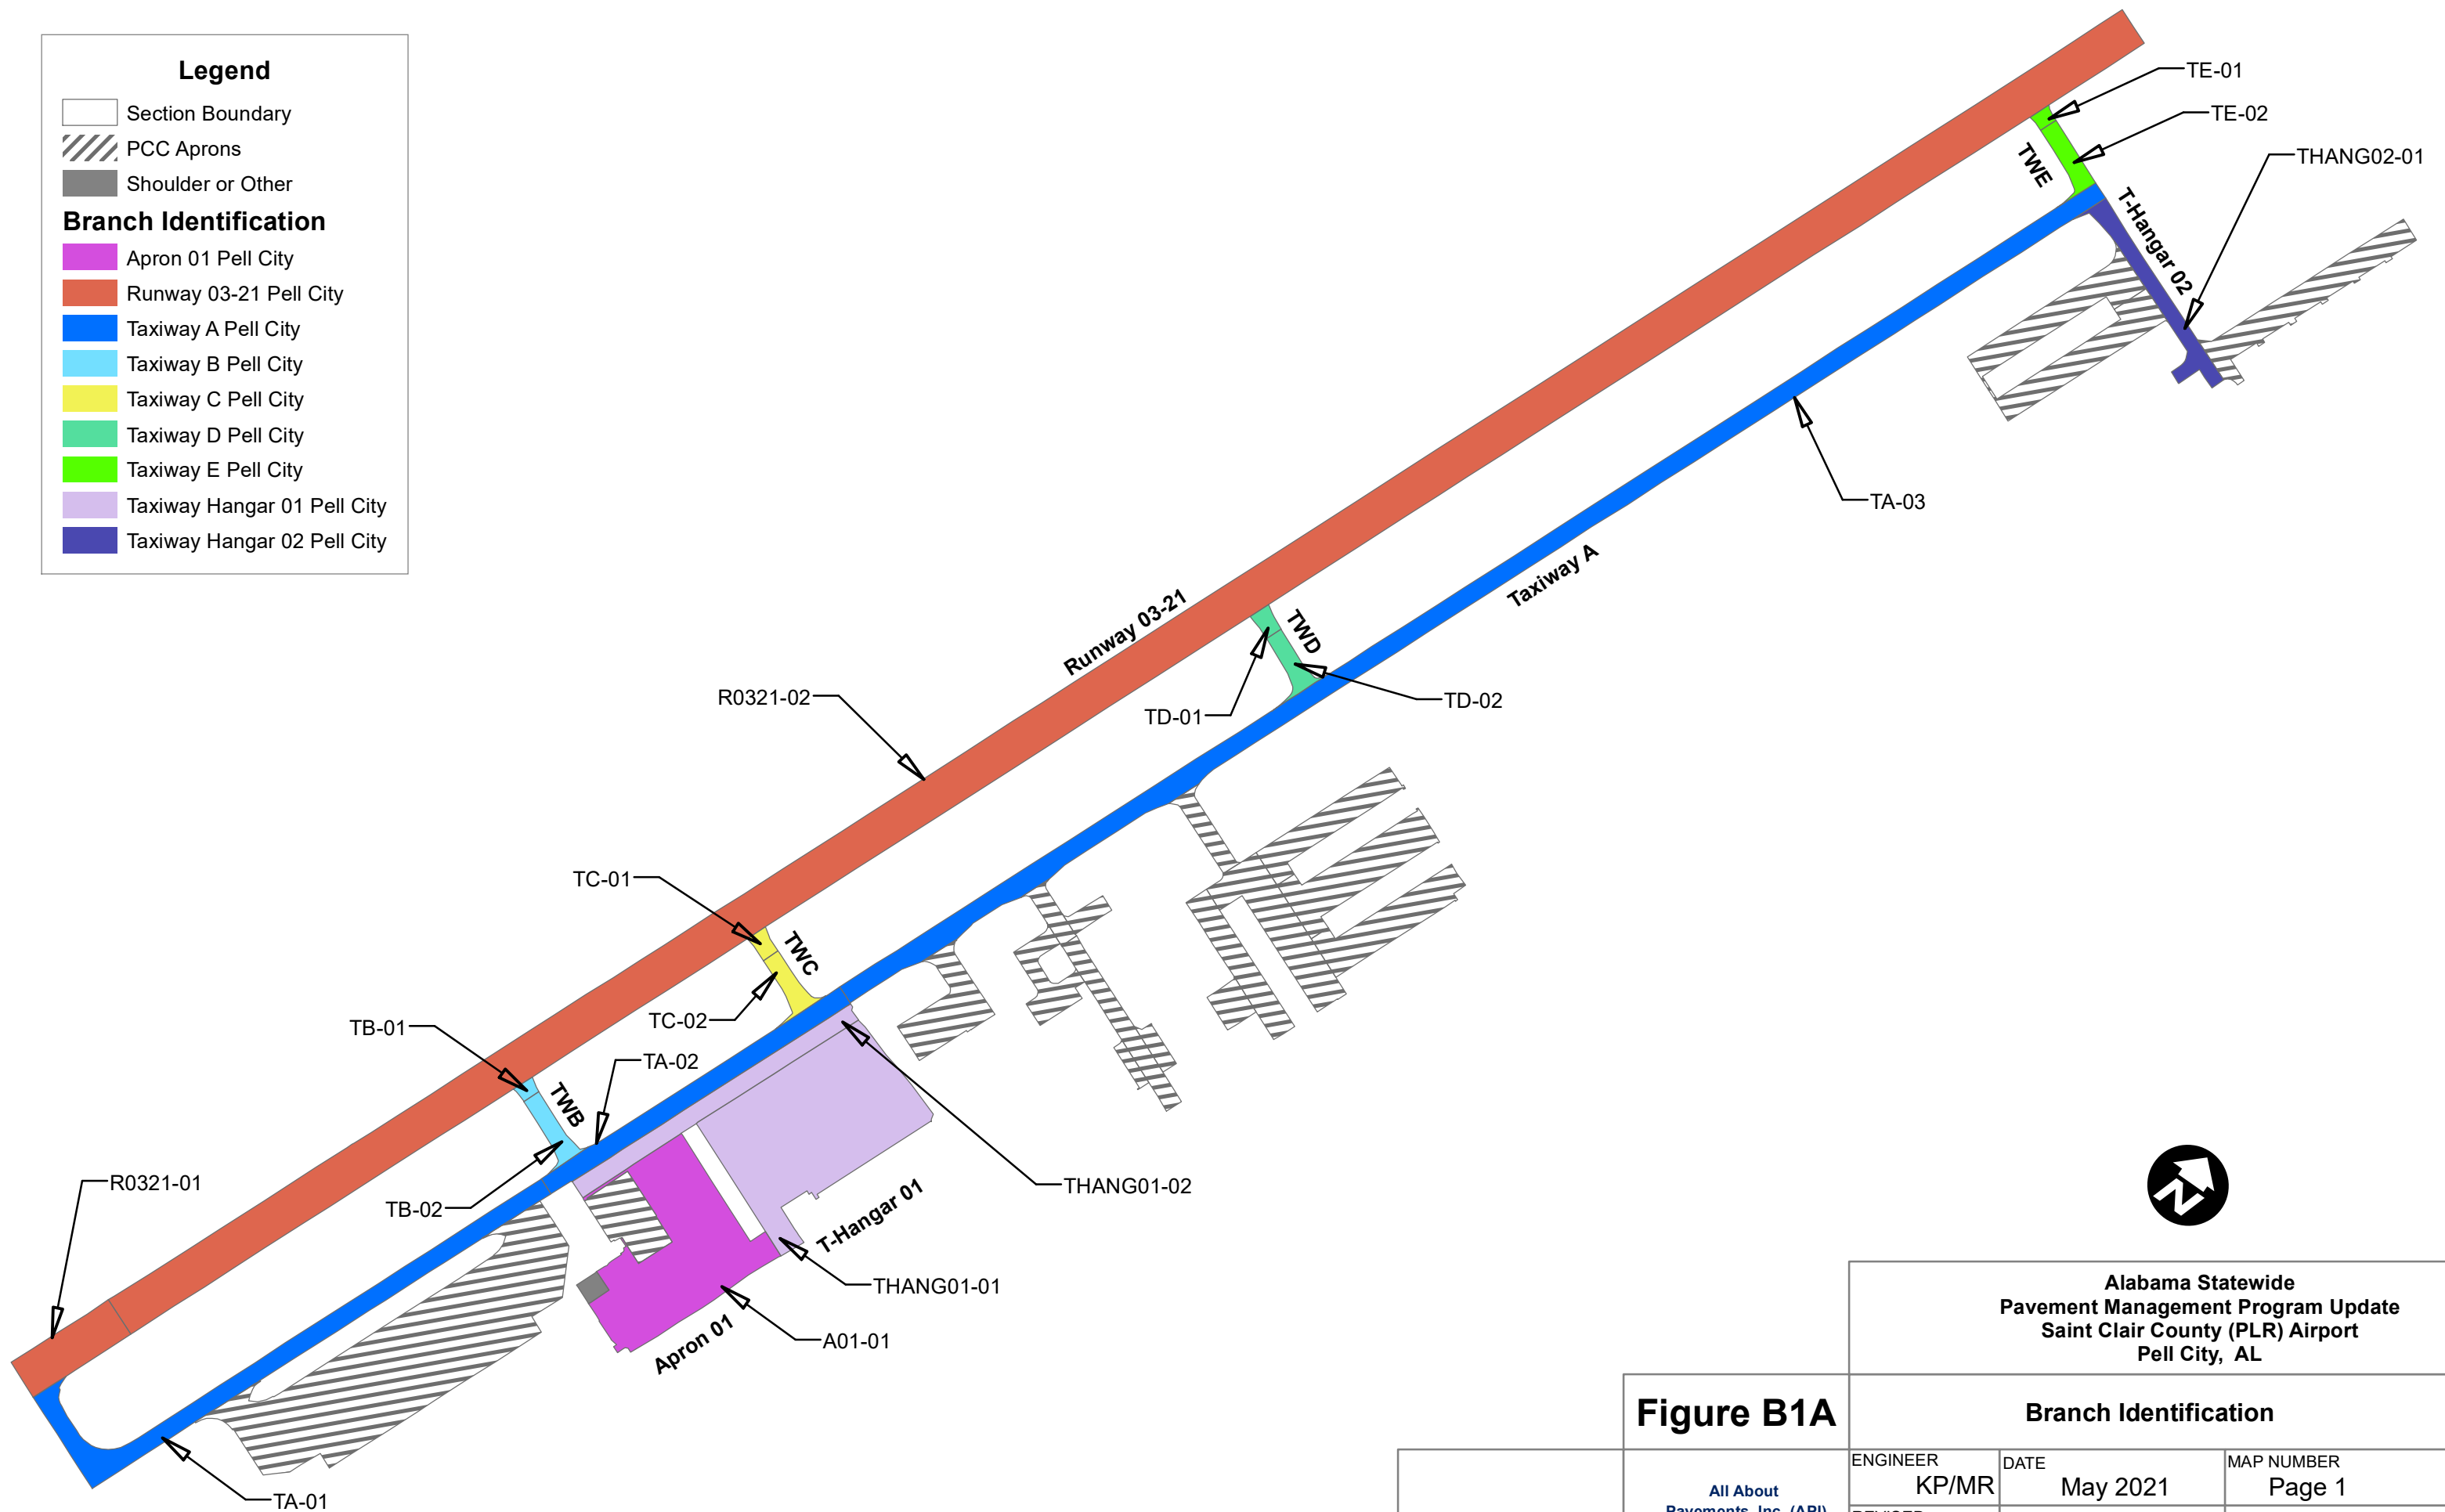 Legend
Section Boundary
PCC Aprons
Shoulder or Other
Branch Identification
Apron 01 Pell City
Runway 03-21 Pell City
Taxiway A Pell City
Taxiway B Pell City
Taxiway C Pell City
Taxiway D Pell City
Taxiway E Pell City
Taxiway Hangar 01 Pell City
Taxiway Hangar 02 Pell City
TE-01
TE-02
THANG02-01
TWE
T-Hangar 02
TA-03
Taxiway A
Runway 03-21
TWD
R0321-02
TD-01
TD-02
TC-01
TWC
TC-02
TB-01
TA-02
TWB
R0321-01
TB-02
THANG01-02
T-Hangar 01
THANG01-01
A01-01
Apron 01
TA-01
N
Alabama Statewide
Pavement Management Program Update
Saint Clair County (PLR) Airport
Pell City, AL
Figure B1A
Branch Identification
ENGINEER
KP/MR
DATE
May 2021
MAP NUMBER
Page 1
All About
Pavements, Inc. (API)
REVISED